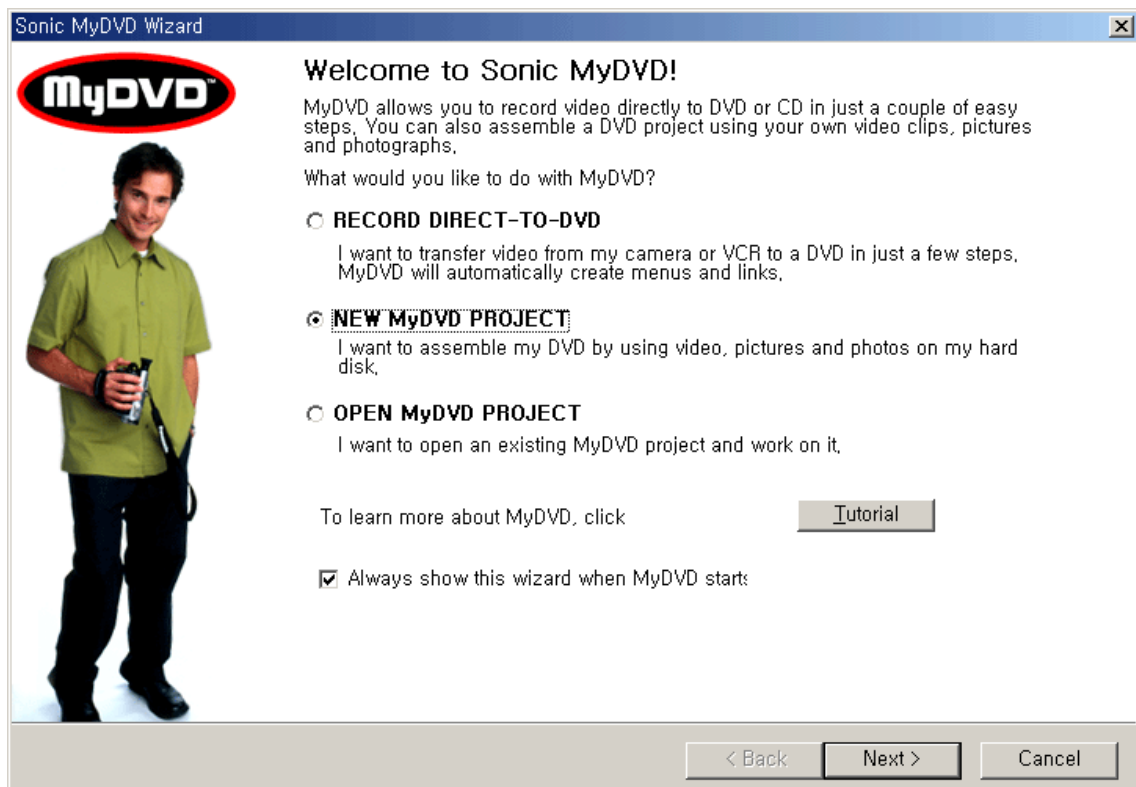 Sonic MyDVD Wizard
MyDVD™
Welcome to Sonic MyDVD!
MyDVD allows you to record video directly to DVD or CD in just a couple of easy
steps, You can also assemble a DVD project using your own video clips, pictures
and photographs,
What would you like to do with MyDVD?
RECORD DIRECT-TO-DVD
I want to transfer video from my camera or VCR to a DVD in just a few steps,
MyDVD will automatically create menus and links,
NEW MyDVD PROJECT
I want to assemble my DVD by using video, pictures and photos on my hard
disk,
OPEN MyDVD PROJECT
I want to open an existing MyDVD project and work on it,
To learn more about MyDVD, click
Tutorial
Always show this wizard when MyDVD starts
< Back
Next >
Cancel